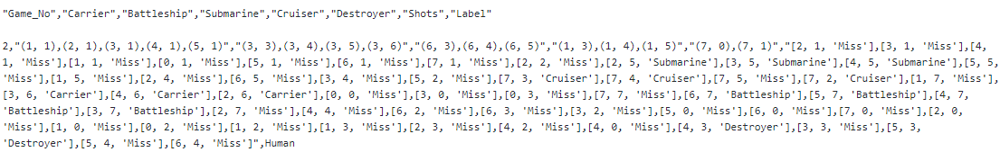 "Game_No","Carrier","Battleship","Submarine","Cruiser","Destroyer","Shots","Label"
2,"(1, 1),(2, 1),(3, 1),(4, 1),(5, 1)","(3, 3),(3, 4),(3, 5),(3, 6)","(6, 3),(6, 4),(6, 5)","(1, 3),(1, 4),(1, 5)","(7, 0),(7, 1)","[2, 1, 'Miss'],[3, 1, 'Miss'],[4,
1, 'Miss'],[1, 1, 'Miss'],[0, 1, 'Miss'],[5, 1, 'Miss'],[6, 1, 'Miss'],[7, 1, 'Miss'],[2, 2, 'Miss'],[2, 5, 'Submarine'],[3, 5, 'Submarine'],[4, 5, 'Submarine'],[5, 5,
'Miss'],[1, 5, 'Miss'],[2, 4, 'Miss'],[6, 5, 'Miss'],[3, 4, 'Miss'],[5, 2, 'Miss'],[7, 3, 'Cruiser'],[7, 4, 'Cruiser'],[7, 5, 'Miss'],[7, 2, 'Cruiser'],[1, 7, 'Miss'],
[3, 6, 'Carrier'],[4, 6, 'Carrier'],[2, 6, 'Carrier'],[0, 0, 'Miss'],[3, 0, 'Miss'],[0, 3, 'Miss'],[7, 7, 'Miss'],[6, 7, 'Battleship'],[5, 7, 'Battleship'],[4, 7,
'Battleship'],[3, 7, 'Battleship'],[2, 7, 'Miss'],[4, 4, 'Miss'],[6, 2, 'Miss'],[6, 3, 'Miss'],[3, 2, 'Miss'],[5, 0, 'Miss'],[6, 0, 'Miss'],[7, 0, 'Miss'],[2, 0,
'Miss'],[1, 0, 'Miss'],[0, 2, 'Miss'],[1, 2, 'Miss'],[1, 3, 'Miss'],[2, 3, 'Miss'],[4, 2, 'Miss'],[4, 0, 'Miss'],[4, 3, 'Destroyer'],[3, 3, 'Miss'],[5, 3,
'Destroyer'],[5, 4, 'Miss'],[6, 4, 'Miss']",Human